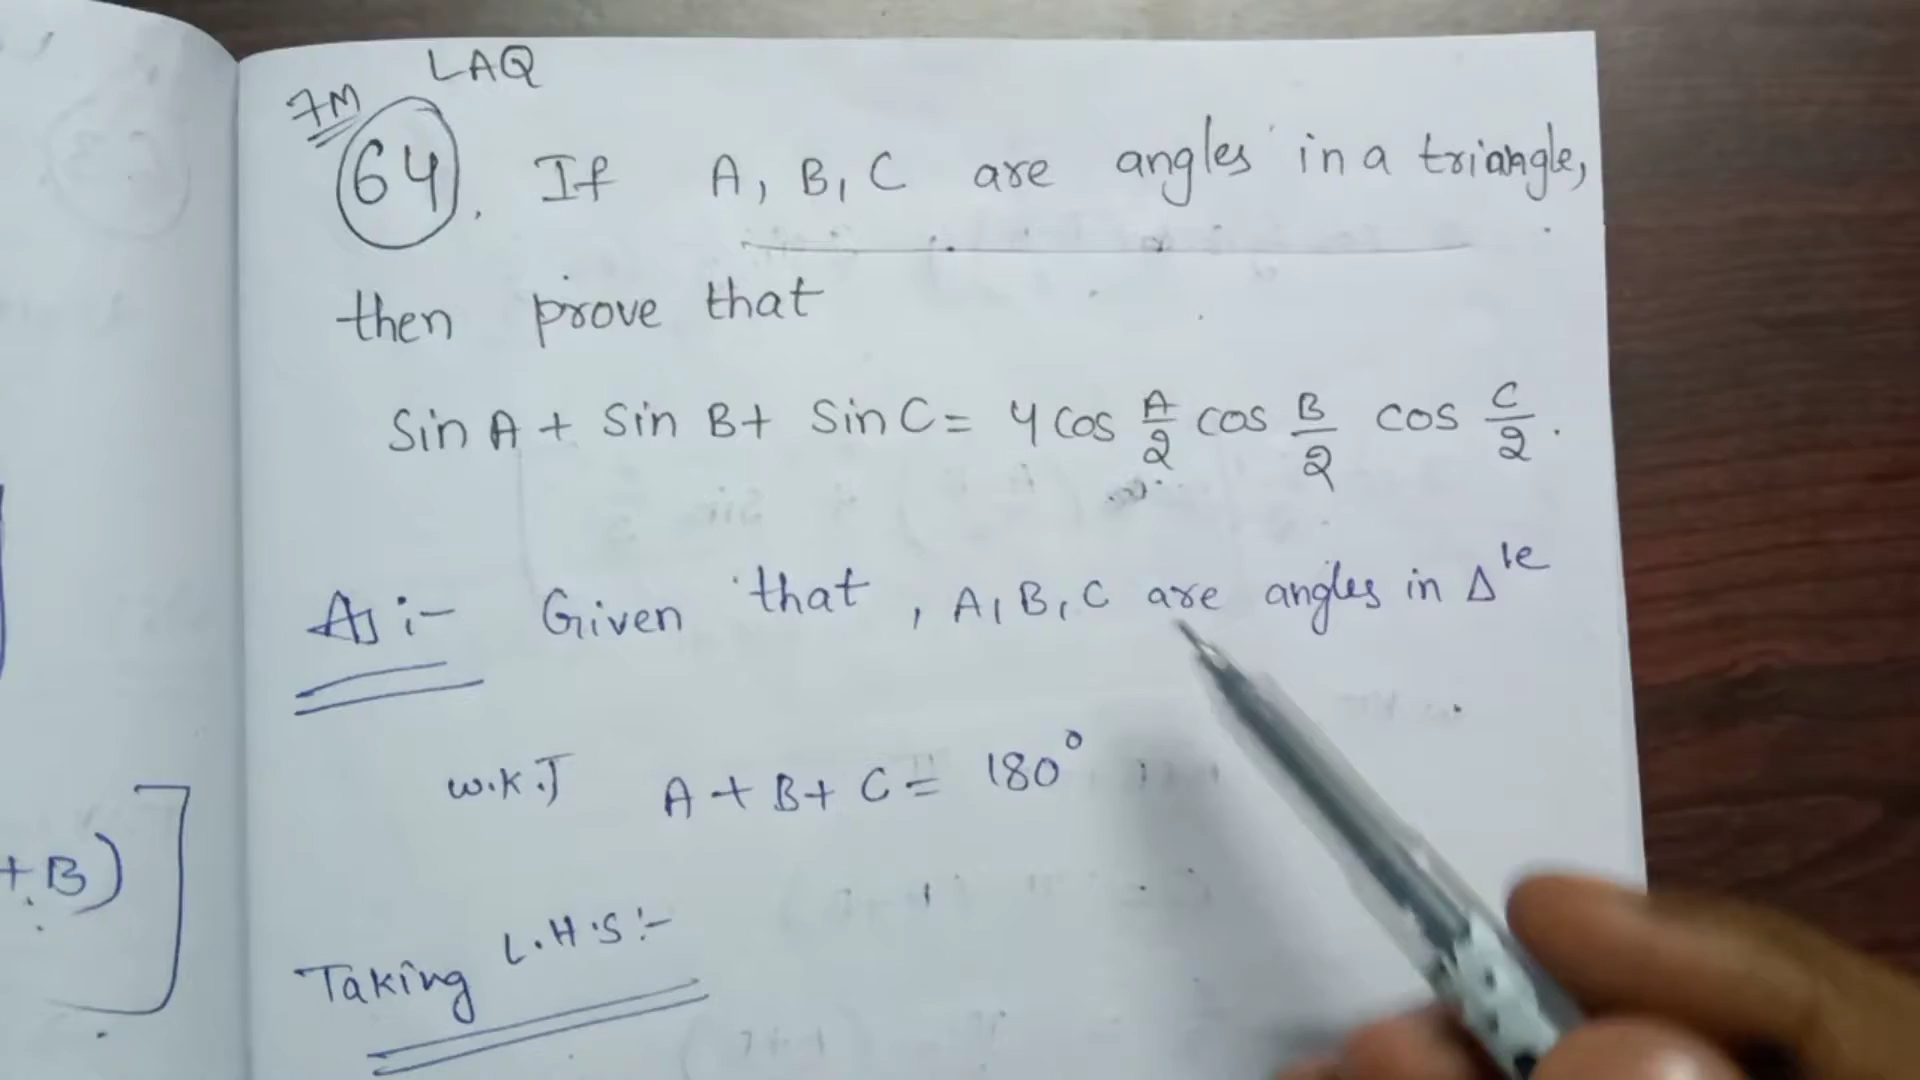 LAQ
7M
64. If A, B, C are angles in a triangle,
then prove that
Sin A + Sin B + Sin C = 4 cos A/2 cos B/2 cos C/2.
As:- Given that, A, B, C are angles in Δle
W.K.T A + B + C = 180°
+B)]
Taking L.H.S:-